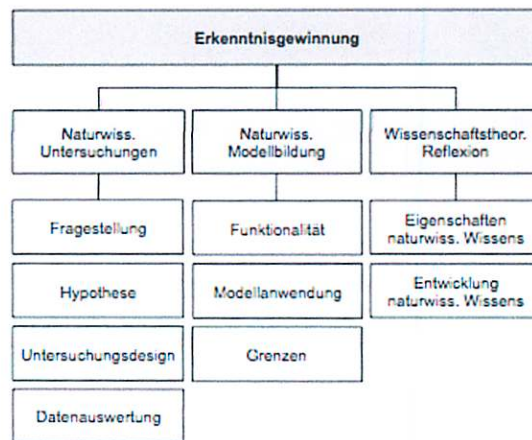 Erkenntnisgewinnung
Naturwiss.
Untersuchungen
Fragestellung
Hypothese
Untersuchungsdesign
Datenauswertung
Naturwiss.
Modellbildung
Funktionalität
Modellanwendung
Grenzen
Wissenschaftstheor.
Reflexion
Eigenschaften
naturwiss. Wissens
Entwicklung
naturwiss. Wissens